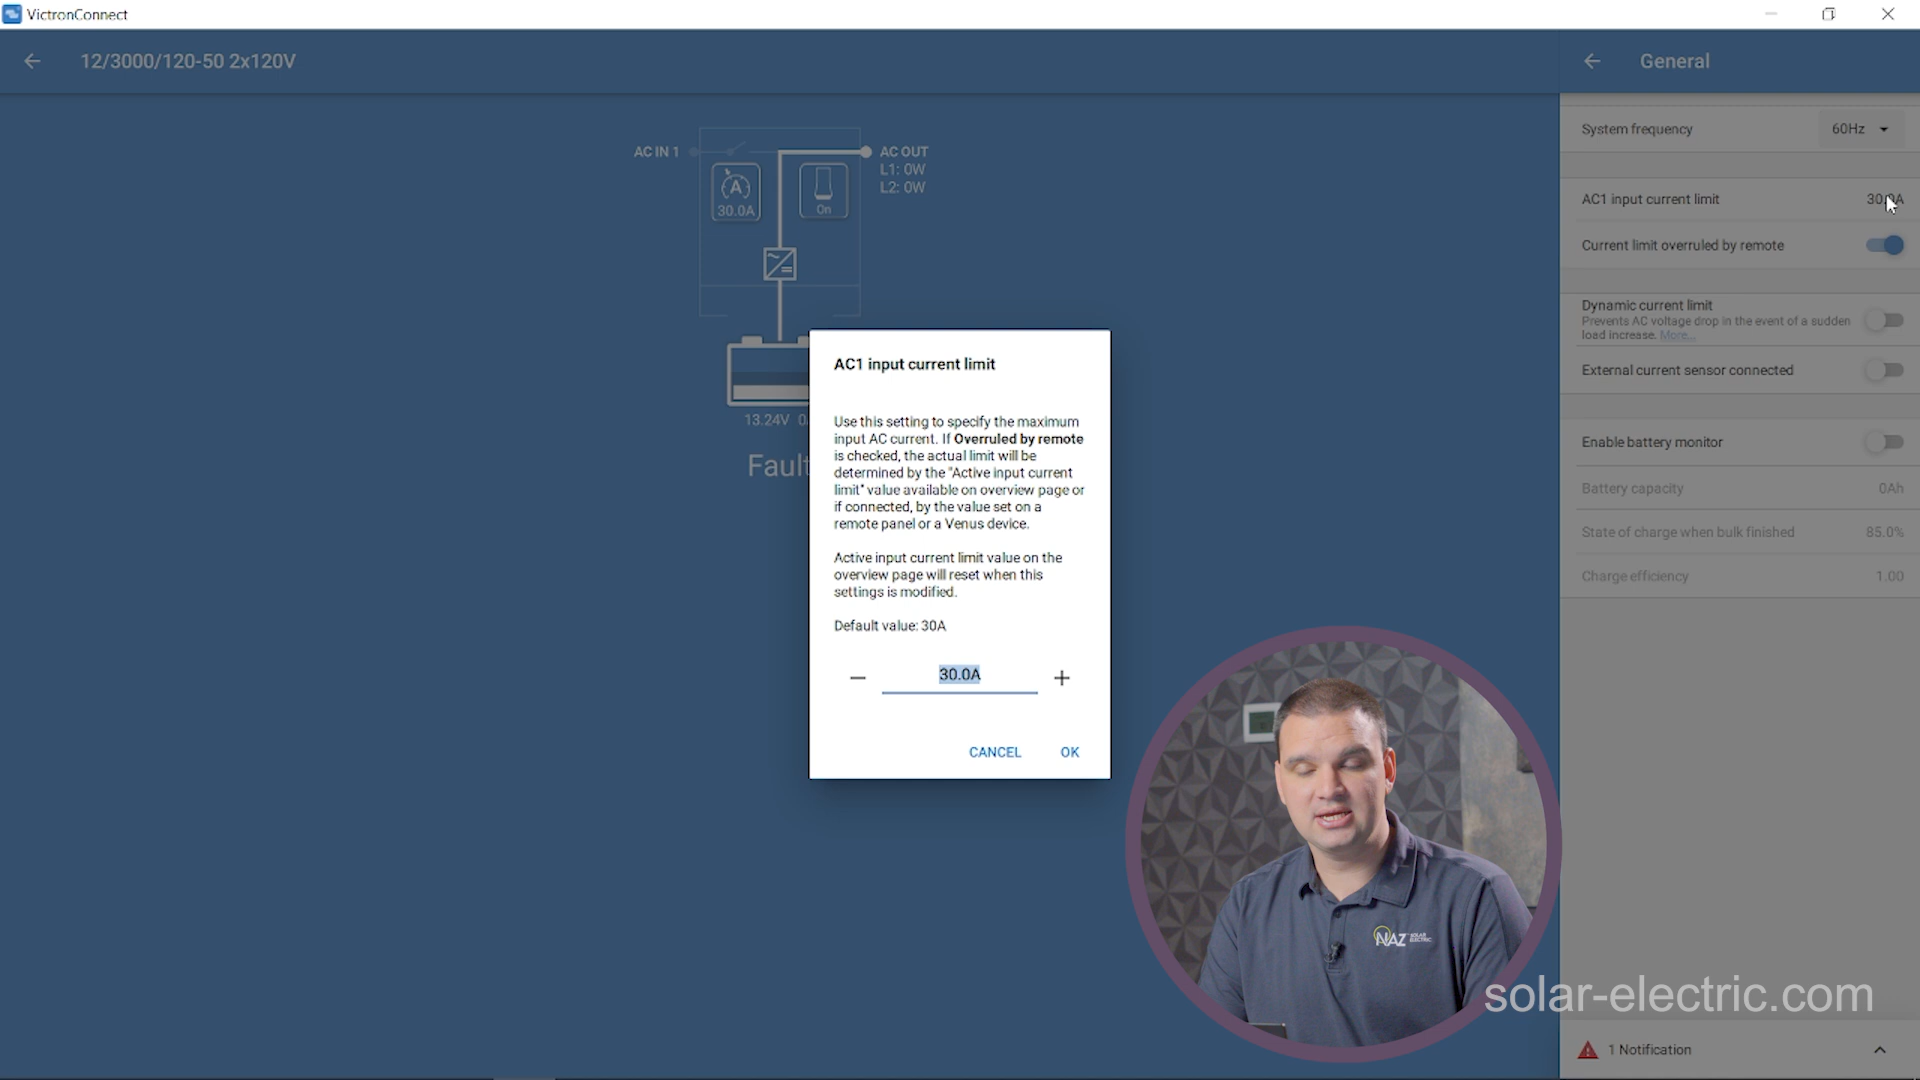 VictronConnect
12/3000/120-50 2x120V
General
System frequency
60Hz
AC1 input current limit
Current limit overruled by remote
Dynamic current limit
Prevents AC voltage drop in the event of a sudden
load increase. More...
External current sensor connected
Enable battery monitor
Battery capacity
0Ah
State of charge when bulk finished
85.0%
Charge efficiency
1.00
AC IN 1
30.0A
On
AC OUT
L1: 0W
L2: 0W
13.24V
AC1 input current limit
Use this setting to specify the maximum
input AC current. If Overruled by remote
is checked, the actual limit will be
determined by the "Active input current
limit" value available on overview page or
if connected, by the value set on a
remote panel or a Venus device.
Active input current limit value on the
overview page will reset when this
settings is modified.
Default value: 30A
30.0A
CANCEL
OK
NAZ SOLAR
ELECTRIC
solar-electric.com
1 Notification